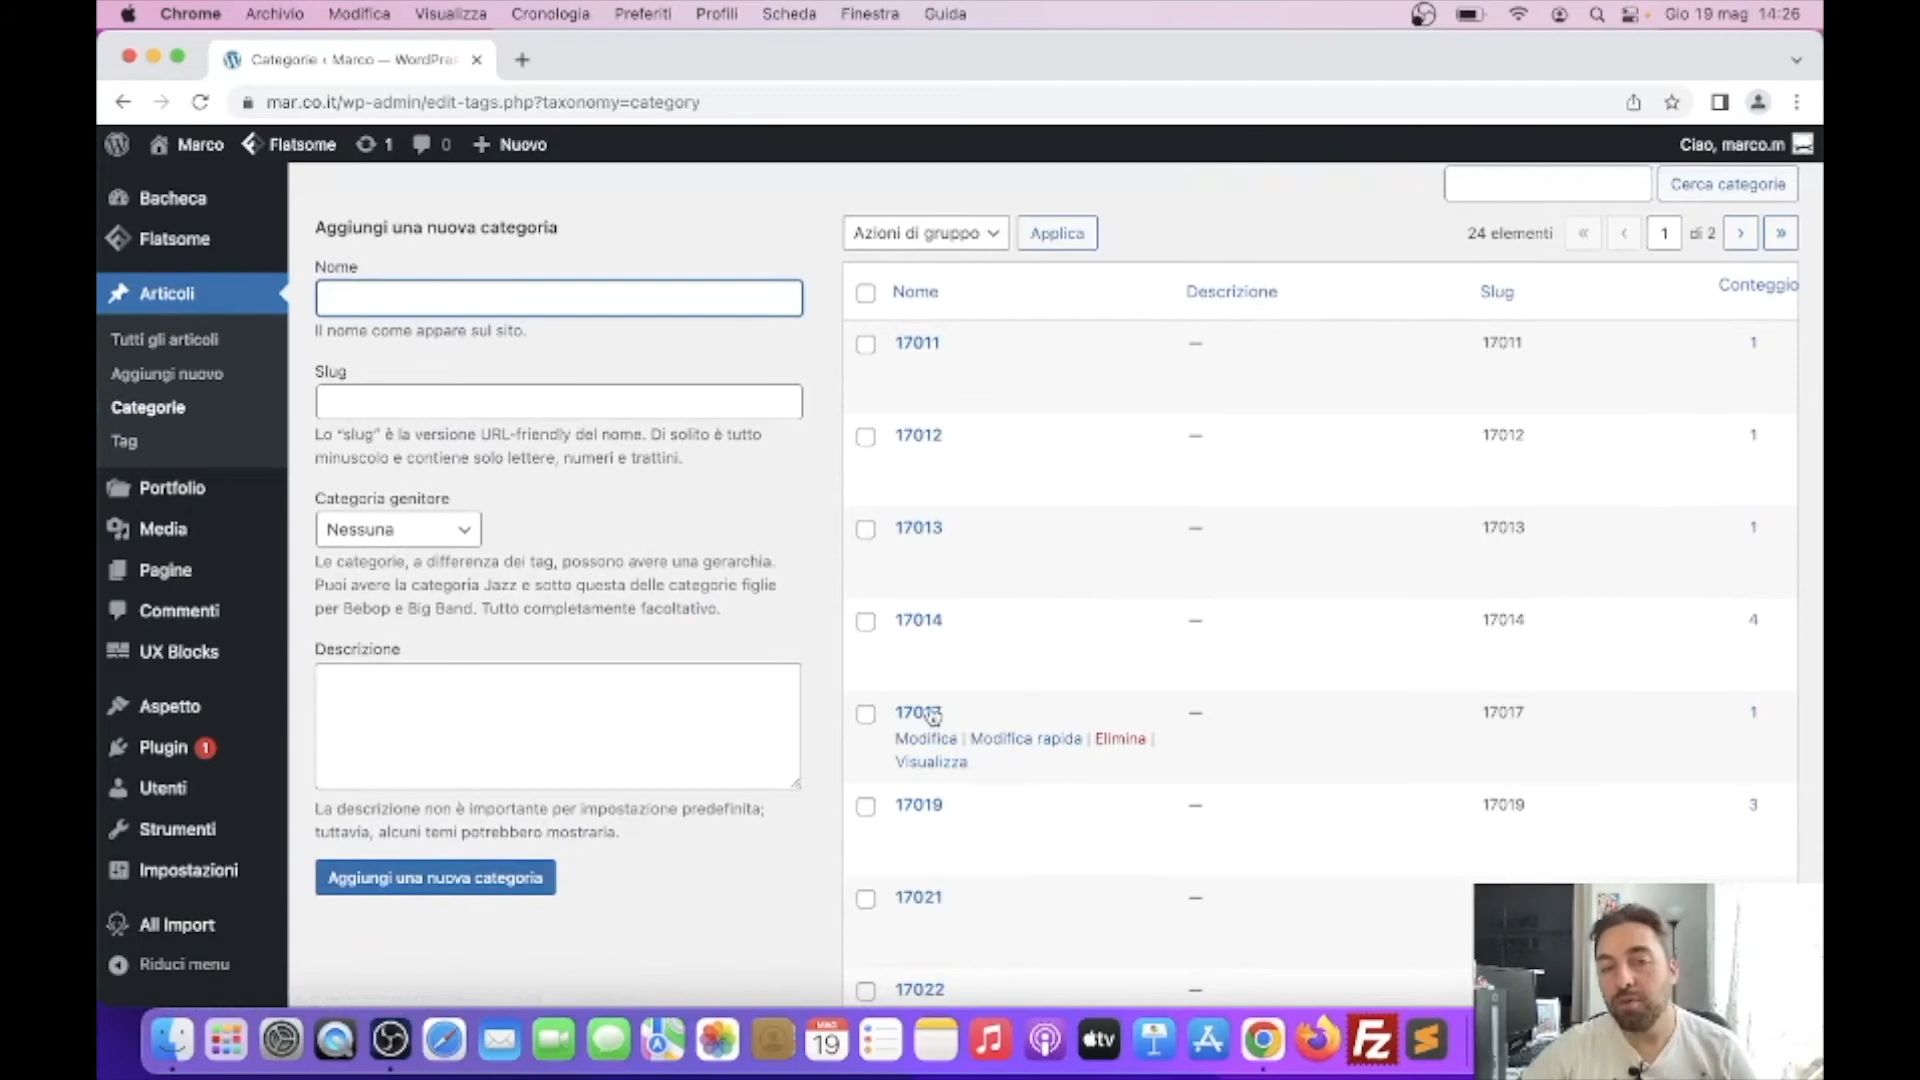 Chrome Archivio Modifica Visualizza Cronologia Preferiti Profili Scheda Finestra Guida Gio 19 mag 14:26
Categorie ‹ Marco — WordPres
mar.co.it/wp-admin/edit-tags.php?taxonomy=category
Marco Flatsome 1 0 + Nuovo Ciao, marco.m
Bacheca
Flatsome
Articoli
Tutti gli articoli
Aggiungi nuovo
Categorie
Tag
Portfolio
Media
Pagine
Commenti
UX Blocks
Aspetto
Plugin 1
Utenti
Strumenti
Impostazioni
All Import
Riduci menu
Aggiungi una nuova categoria
Nome
Il nome come appare sul sito.
Slug
Lo “slug” è la versione URL-friendly del nome. Di solito è tutto
minuscolo e contiene solo lettere, numeri e trattini.
Categoria genitore
Nessuna
Le categorie, a differenza dei tag, possono avere una gerarchia.
Puoi avere la categoria Jazz e sotto questa delle categorie figlie
per Bebop e Big Band. Tutto completamente facoltativo.
Descrizione
La descrizione non è importante per impostazione predefinita;
tuttavia, alcuni temi potrebbero mostrarla.
Aggiungi una nuova categoria
Cerca categorie
Azioni di gruppo Applica 24 elementi « ‹ 1 di 2 › »
Nome Descrizione Slug Conteggio
17011 — 17011 1
17012 — 17012 1
17013 — 17013 1
17014 — 17014 4
17017 — 17017 1
Modifica | Modifica rapida | Elimina |
Visualizza
17019 — 17019 3
17021 —
17022 —
MAG
19
tv
FZ